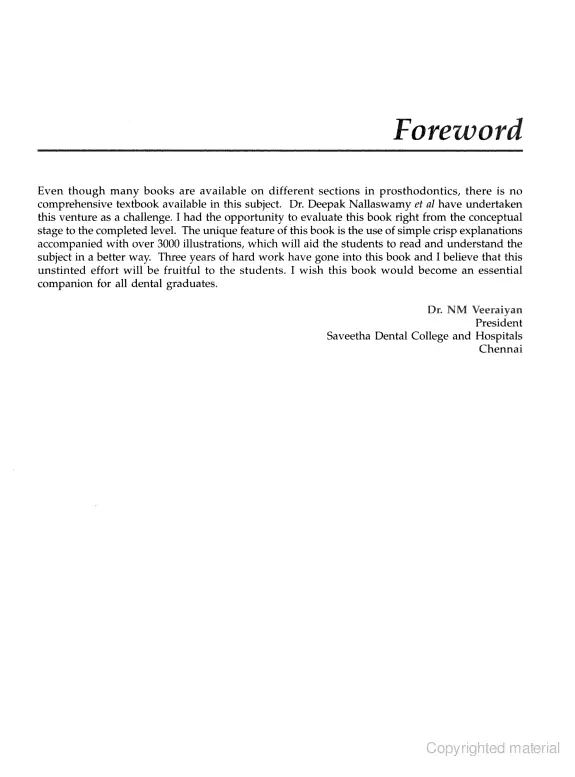 Foreword
Even though many books are available on different sections in prosthodontics, there is no
comprehensive textbook available in this subject. Dr. Deepak Nallaswamy et al have undertaken
this venture as a challenge. I had the opportunity to evaluate this book right from the conceptual
stage to the completed level. The unique feature of this book is the use of simple crisp explanations
accompanied with over 3000 illustrations, which will aid the students to read and understand the
subject in a better way. Three years of hard work have gone into this book and I believe that this
unstinted effort will be fruitful to the students. I wish this book would become an essential
companion for all dental graduates.
Dr. NM Veeraiyan
President
Saveetha Dental College and Hospitals
Chennai
Copyrighted material